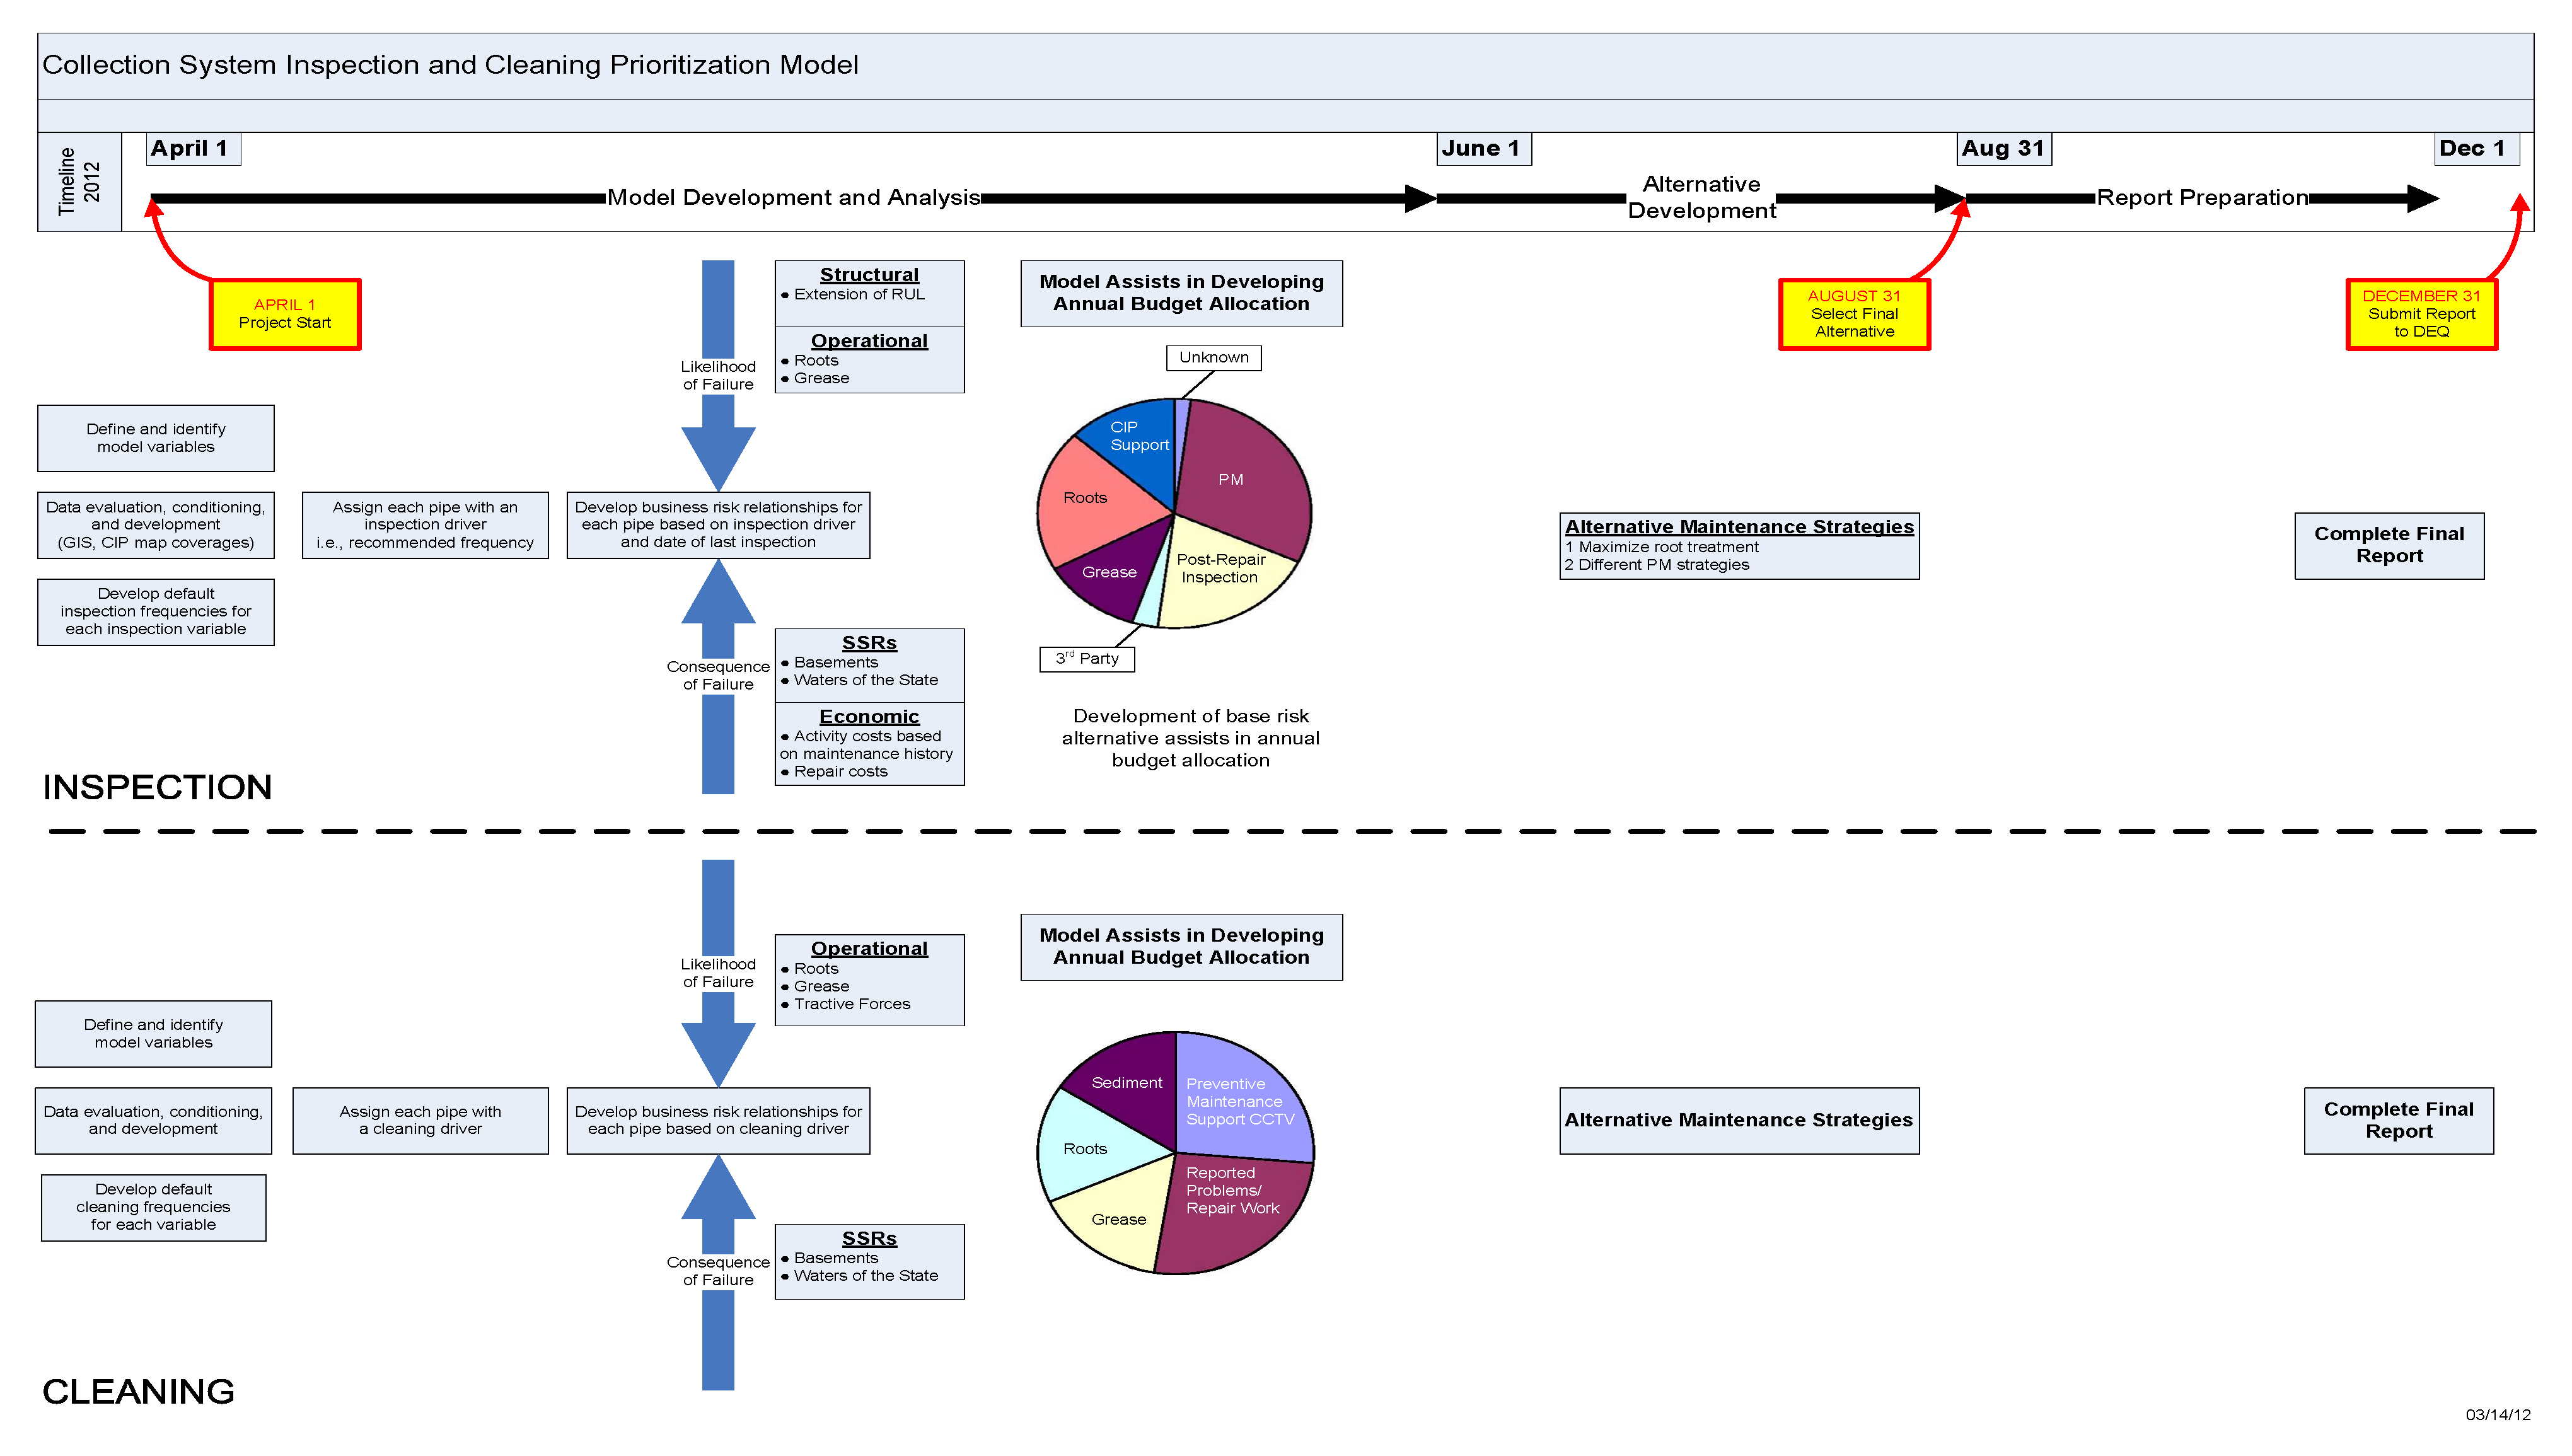 Collection System Inspection and Cleaning Prioritization Model
Timeline
2012
April 1
June 1
Aug 31
Dec 1
Model Development and Analysis
Alternative
Development
Report Preparation
APRIL 1
Project Start
AUGUST 31
Select Final
Alternative
DECEMBER 31
Submit Report
to DEQ
Define and identify
model variables
Data evaluation, conditioning,
and development
(GIS, CIP map coverages)
Develop default
inspection frequencies for
each inspection variable
Assign each pipe with an
inspection driver
i.e., recommended frequency
Likelihood
of Failure
Structural
• Extension of RUL
Operational
• Roots
• Grease
Develop business risk relationships for
each pipe based on inspection driver
and date of last inspection
Consequence
of Failure
SSRs
• Basements
• Waters of the State
Economic
• Activity costs based
on maintenance history
• Repair costs
Model Assists in Developing
Annual Budget Allocation
Unknown
CIP
Support
PM
Roots
Post-Repair
Inspection
Grease
3rd Party
Development of base risk
alternative assists in annual
budget allocation
Alternative Maintenance Strategies
1 Maximize root treatment
2 Different PM strategies
Complete Final
Report
INSPECTION
Define and identify
model variables
Data evaluation, conditioning,
and development
Develop default
cleaning frequencies
for each variable
Assign each pipe with
a cleaning driver
Likelihood
of Failure
Operational
• Roots
• Grease
• Tractive Forces
Develop business risk relationships for
each pipe based on cleaning driver
Consequence
of Failure
SSRs
• Basements
• Waters of the State
Model Assists in Developing
Annual Budget Allocation
Sediment
Preventive
Maintenance
Support CCTV
Roots
Reported
Problems/
Repair Work
Grease
Alternative Maintenance Strategies
Complete Final
Report
CLEANING
03/14/12